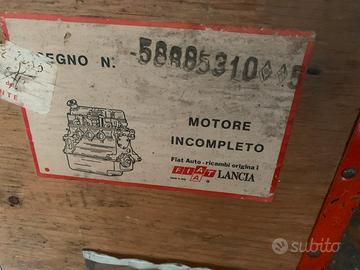 SEGNO N. 58885310
MOTORE
INCOMPLETO
Fiat Auto - ricambi originali
FIAT LANCIA
subito